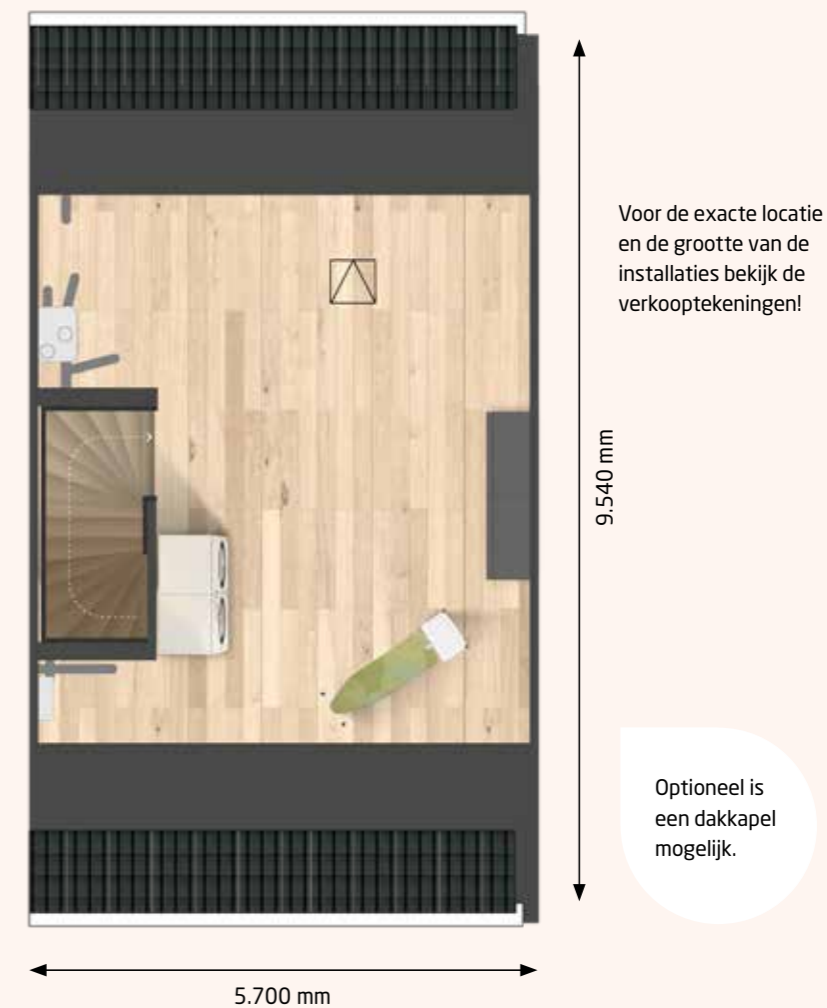 Voor de exacte locatie
en de grootte van de
installaties bekijk de
verkooptekeningen!
9.540 mm
Optioneel is
een dakkapel
mogelijk.
5.700 mm